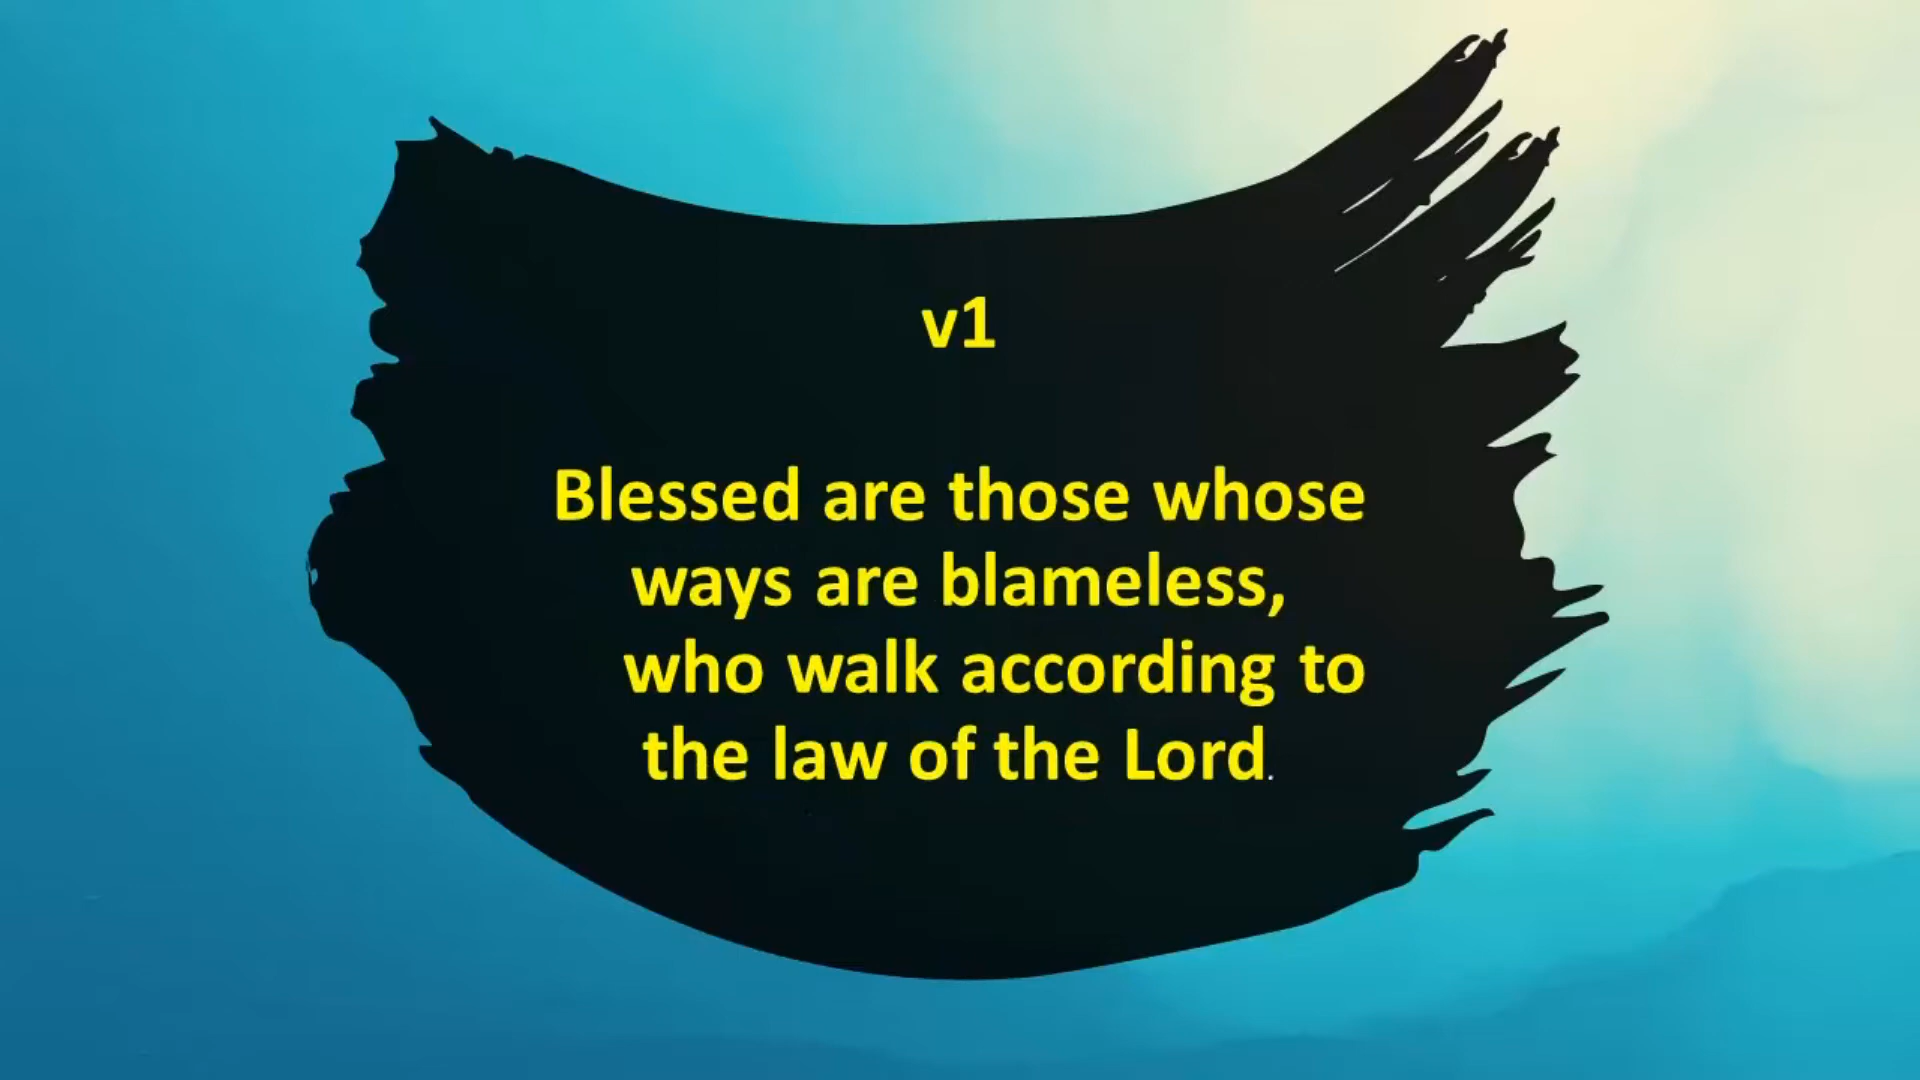 v1
Blessed are those whose
ways are blameless,
who walk according to
the law of the Lord.